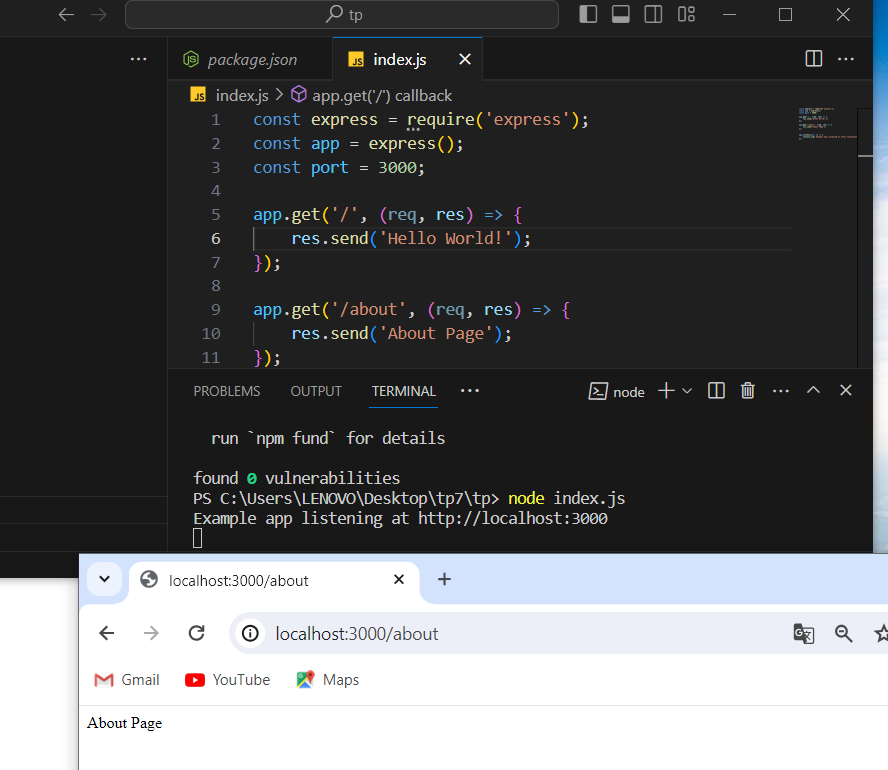 tp
package.json
index.js
index.js > app.get('/') callback
1 const express = require('express');
2 const app = express();
3 const port = 3000;
4
5 app.get('/', (req, res) => {
6 res.send('Hello World!');
7 });
8
9 app.get('/about', (req, res) => {
10 res.send('About Page');
11 });
PROBLEMS OUTPUT TERMINAL ··· node
run `npm fund` for details
found 0 vulnerabilities
PS C:\Users\LENOVO\Desktop\tp7\tp> node index.js
Example app listening at http://localhost:3000
localhost:3000/about
localhost:3000/about
Gmail YouTube Maps
About Page